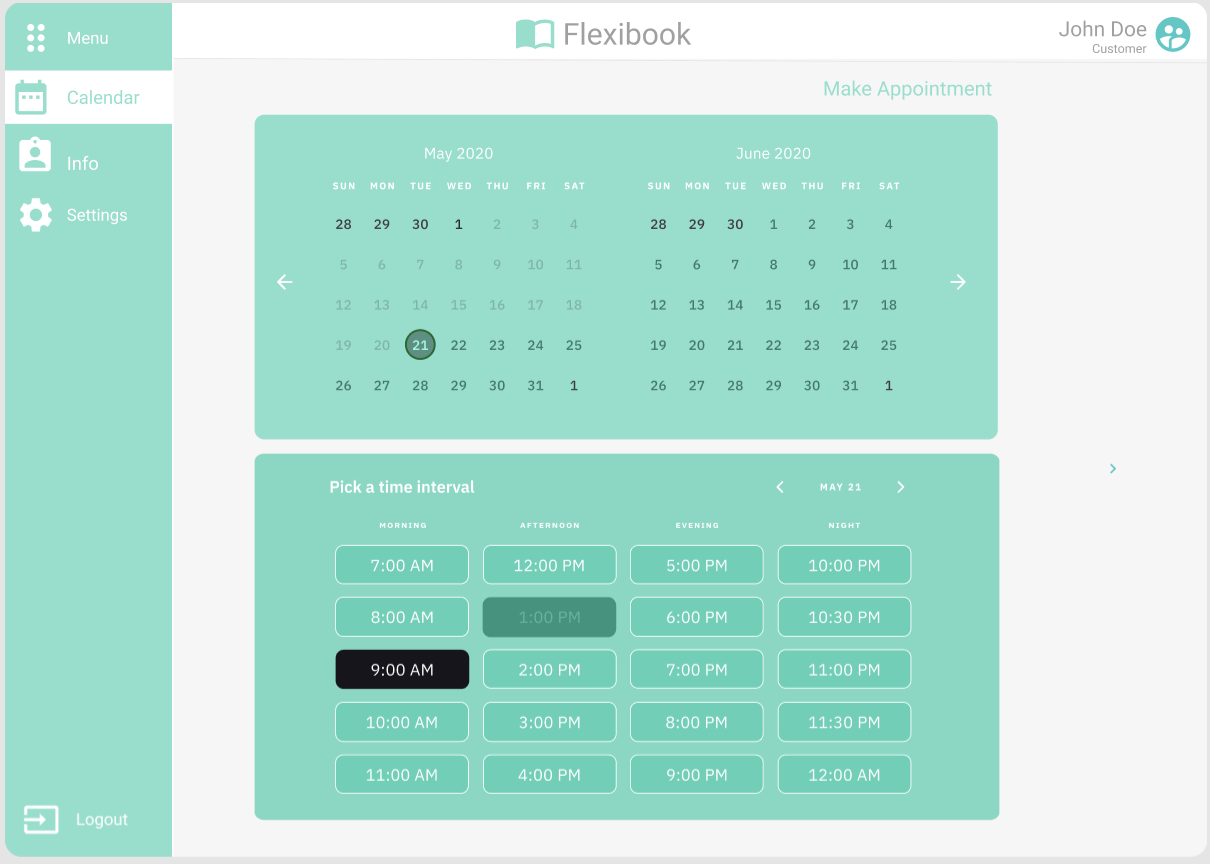 Menu
Flexibook
John Doe
Customer
Calendar
Make Appointment
Info
Settings
May 2020
SUN MON TUE WED THU FRI SAT
28 29 30 1 2 3 4
5 6 7 8 9 10 11
12 13 14 15 16 17 18
19 20 21 22 23 24 25
26 27 28 29 30 31 1
June 2020
SUN MON TUE WED THU FRI SAT
28 29 30 1 2 3 4
5 6 7 8 9 10 11
12 13 14 15 16 17 18
19 20 21 22 23 24 25
26 27 28 29 30 31 1
Pick a time interval
MAY 21
MORNING AFTERNOON EVENING NIGHT
7:00 AM 12:00 PM 5:00 PM 10:00 PM
8:00 AM 1:00 PM 6:00 PM 10:30 PM
9:00 AM 2:00 PM 7:00 PM 11:00 PM
10:00 AM 3:00 PM 8:00 PM 11:30 PM
11:00 AM 4:00 PM 9:00 PM 12:00 AM
Logout